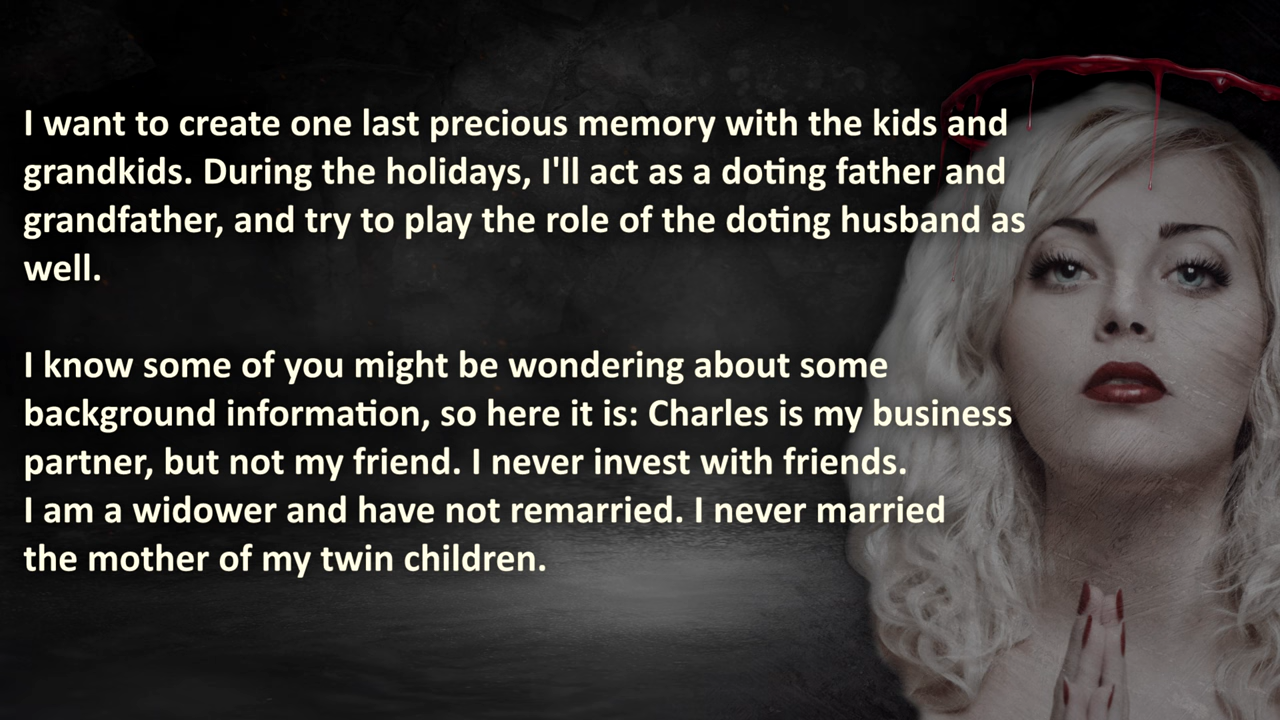 I want to create one last precious memory with the kids and
grandkids. During the holidays, I'll act as a doting father and
grandfather, and try to play the role of the doting husband as
well.
I know some of you might be wondering about some
background information, so here it is: Charles is my business
partner, but not my friend. I never invest with friends.
I am a widower and have not remarried. I never married
the mother of my twin children.